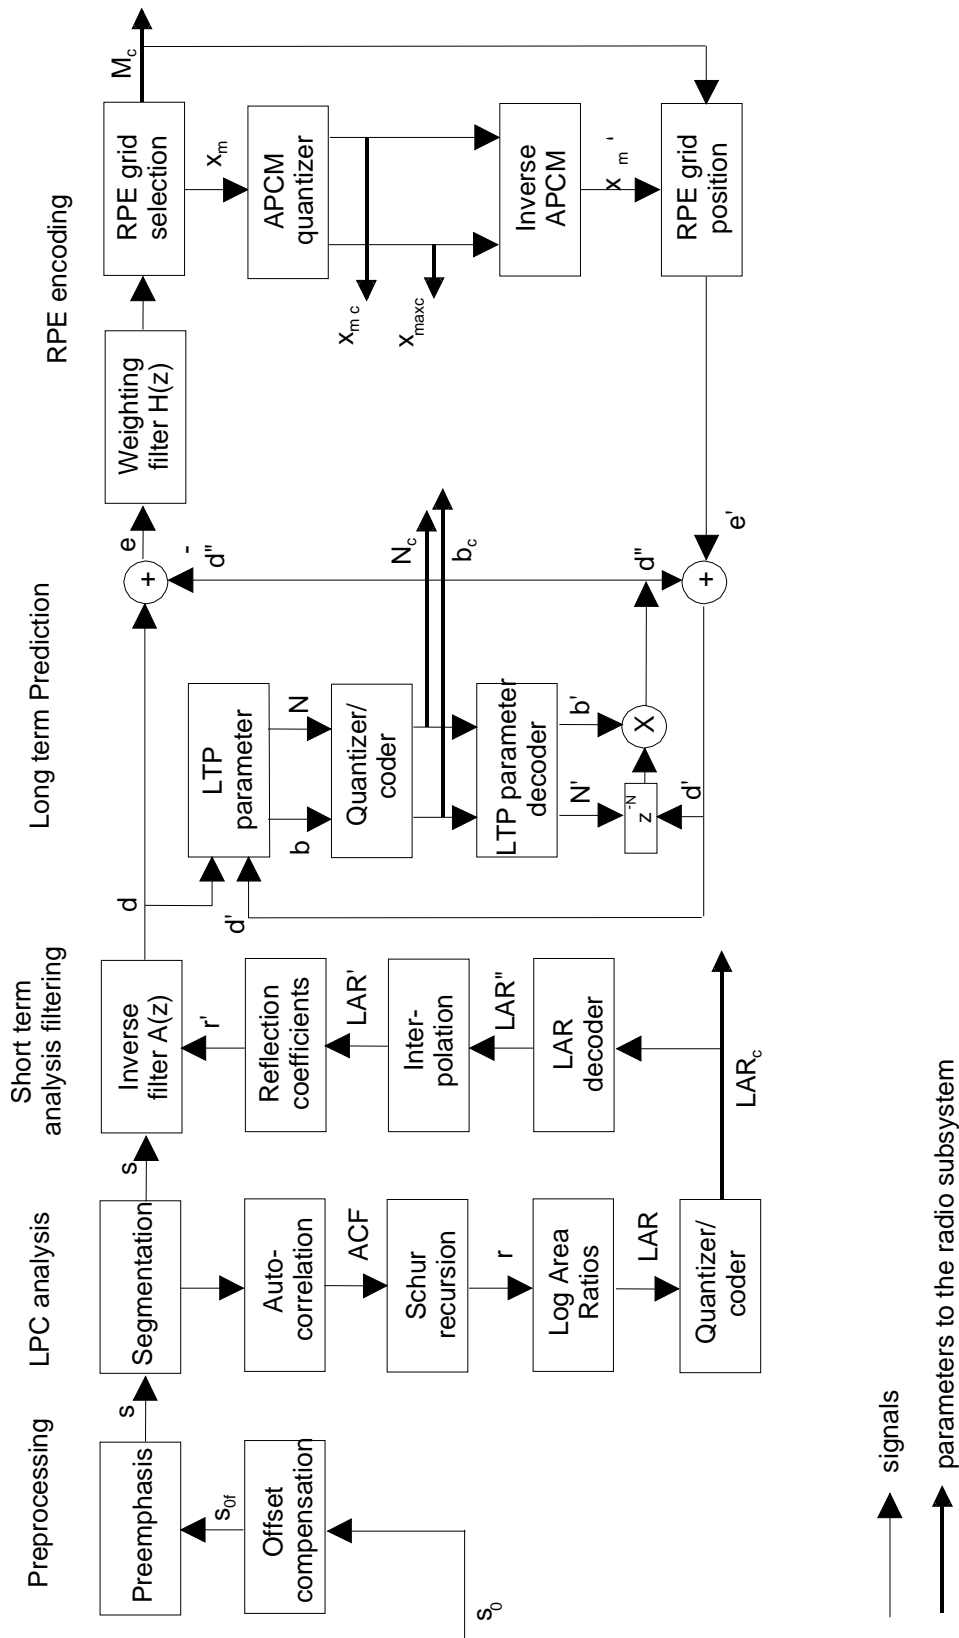 Preprocessing
LPC analysis
Short term
analysis filtering
Long term Prediction
RPE encoding
Preemphasis
s
Segmentation
s
Inverse
filter A(z)
d
+
e
-
d"
Weighting
filter H(z)
RPE grid
selection
Mc
s0f
Offset
compensation
s0
Auto-
correlation
ACF
Schur
recursion
r
Log Area
Ratios
LAR
Quantizer/
coder
LARc
r'
Reflection
coefficients
LAR'
Inter-
polation
LAR"
LAR
decoder
d'
LTP
parameter
b
N
Quantizer/
coder
Nc
bc
LTP parameter
decoder
N'
b'
z-N
X
d'
d"
+
e'
xm
APCM
quantizer
xm c
xmaxc
Inverse
APCM
x m '
RPE grid
position
signals
parameters to the radio subsystem